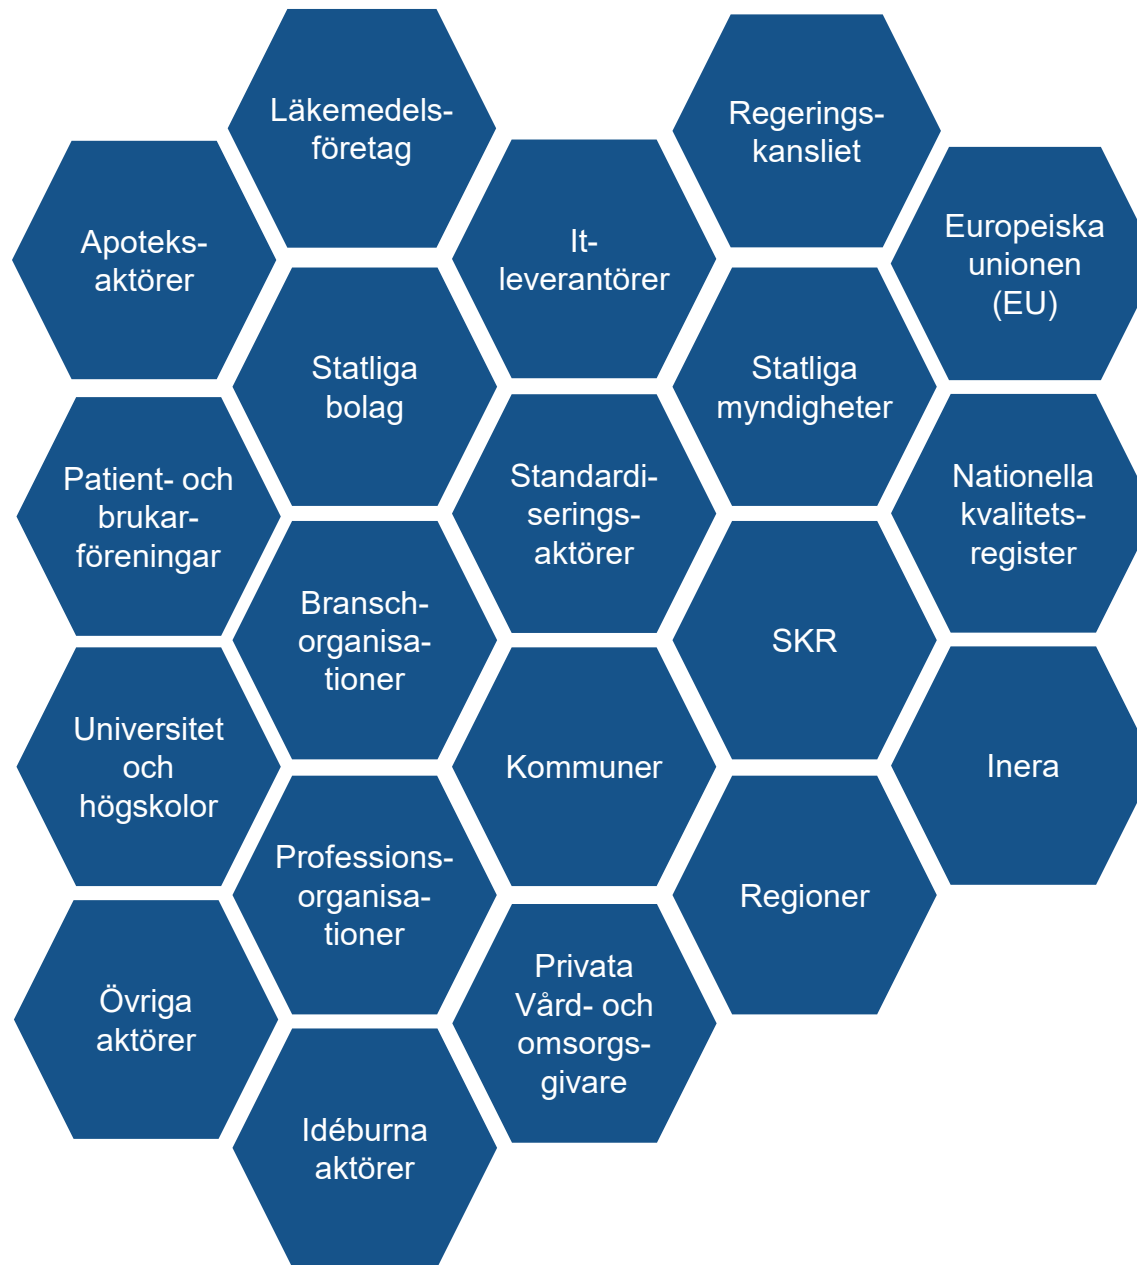 Läkemedels-
företag
Regerings-
kansliet
Apoteks-
aktörer
It-
leverantörer
Europeiska
unionen
(EU)
Statliga
bolag
Statliga
myndigheter
Patient- och
brukar-
föreningar
Standardi-
serings-
aktörer
Nationella
kvalitets-
register
Bransch-
organisa-
tioner
SKR
Universitet
och
högskolor
Kommuner
Inera
Professions-
organisa-
tioner
Regioner
Övriga
aktörer
Privata
Vård- och
omsorgs-
givare
Idéburna
aktörer